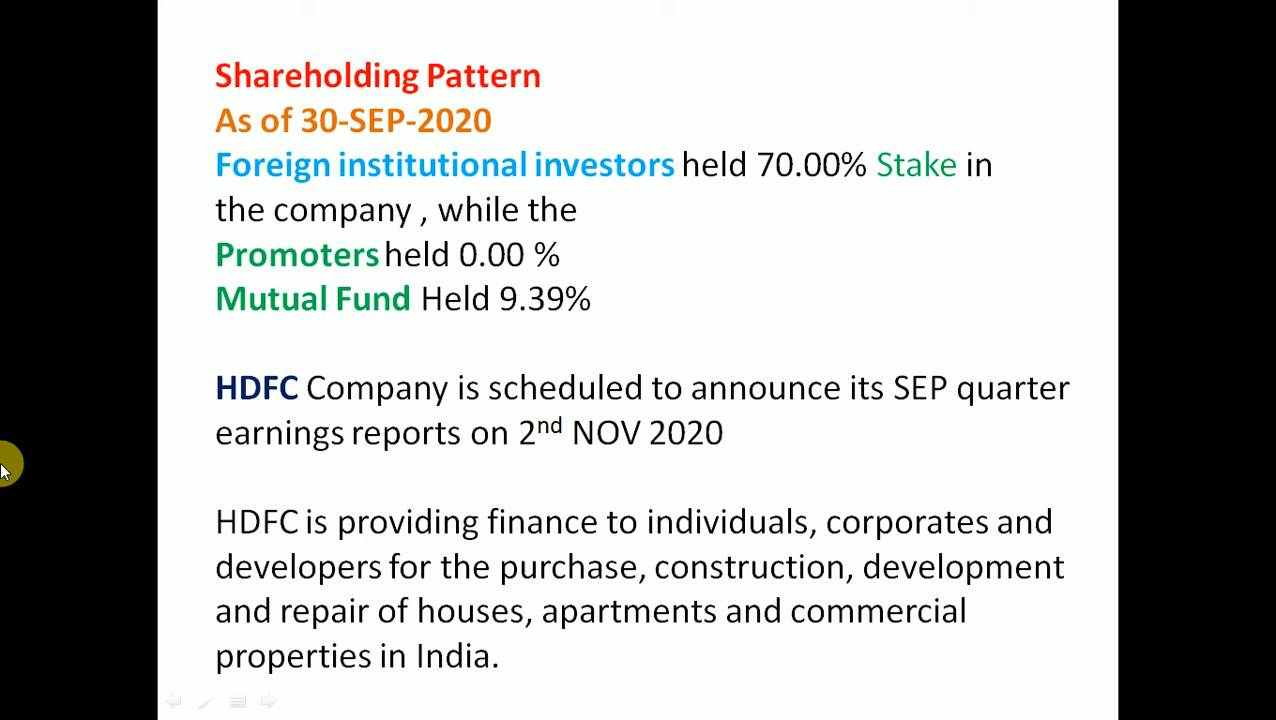 Shareholding Pattern
As of 30-SEP-2020
Foreign institutional investors held 70.00% Stake in
the company , while the
Promoters held 0.00 %
Mutual Fund Held 9.39%
HDFC Company is scheduled to announce its SEP quarter
earnings reports on 2nd NOV 2020
HDFC is providing finance to individuals, corporates and
developers for the purchase, construction, development
and repair of houses, apartments and commercial
properties in India.